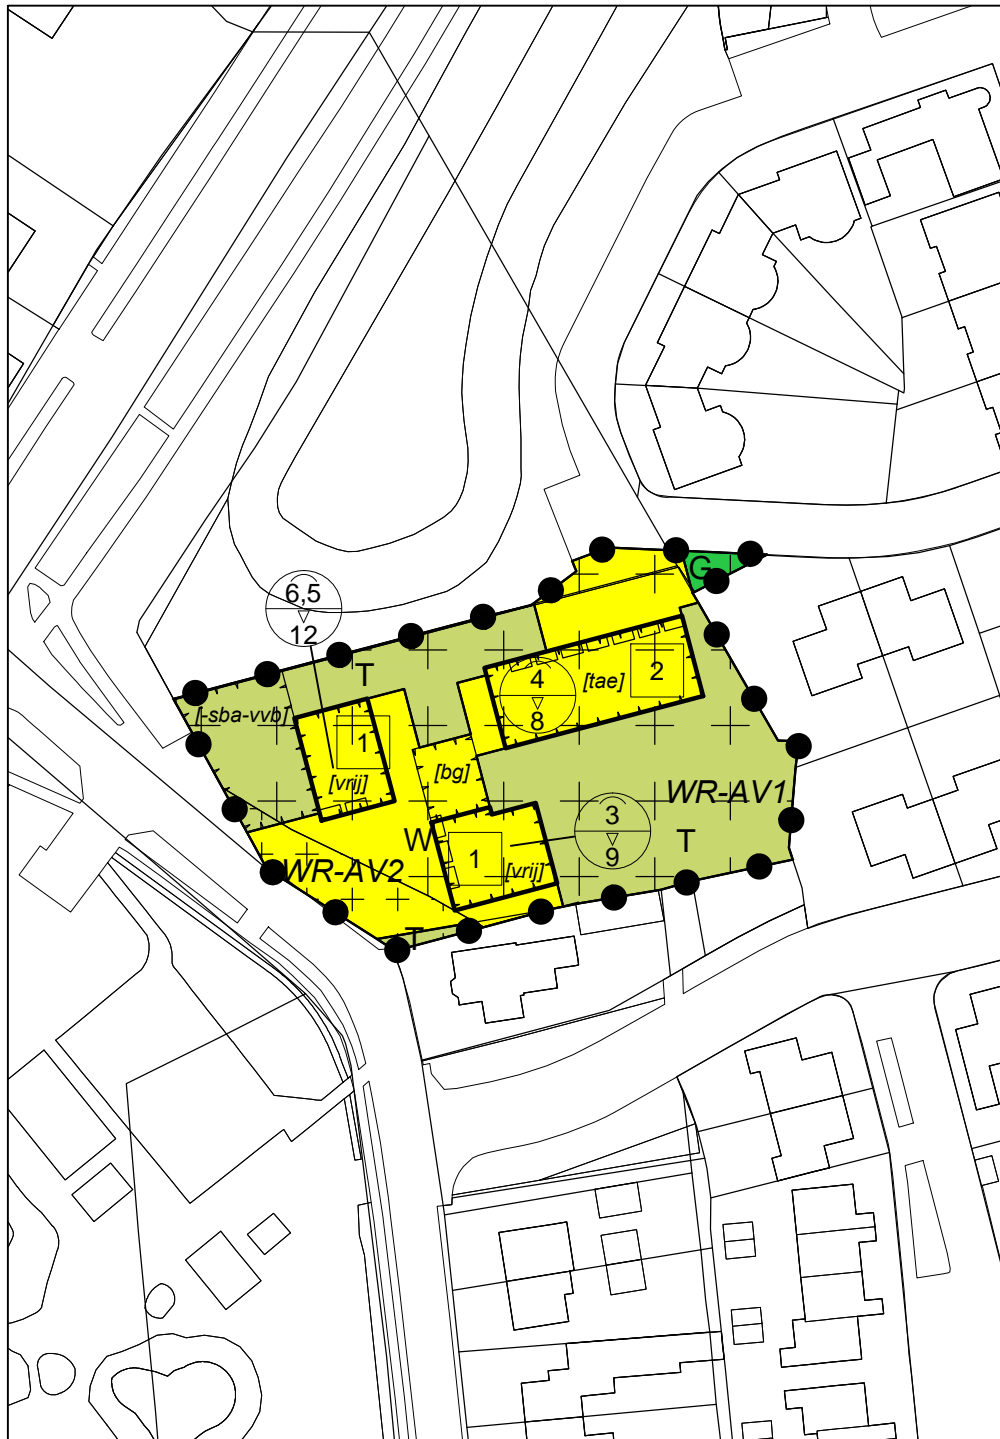 G
6,5
12
T
4
8
[tae]
2
[-sba-vvb]
1
[vrij]
[bg]
WR-AV1
3
9
T
W
1
[vrij]
WR-AV2
T